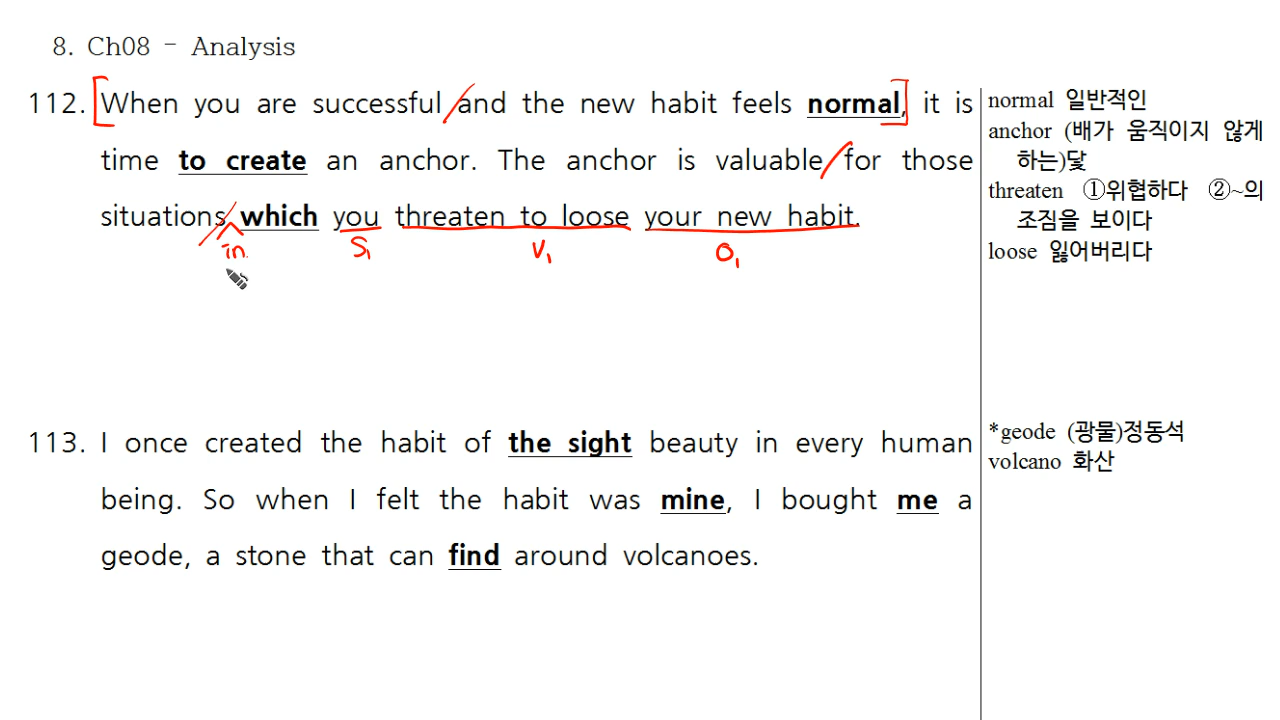 8. Ch08 - Analysis
112. When you are successful and the new habit feels normal, it is
time to create an anchor. The anchor is valuable for those
situations which you threaten to loose your new habit.
in
S₁
V₁
O₁
normal 일반적인
anchor (배가 움직이지 않게
하는)닻
threaten ①위협하다 ②~의
조짐을 보이다
loose 잃어버리다
113. I once created the habit of the sight beauty in every human
being. So when I felt the habit was mine, I bought me a
geode, a stone that can find around volcanoes.
*geode (광물)정동석
volcano 화산